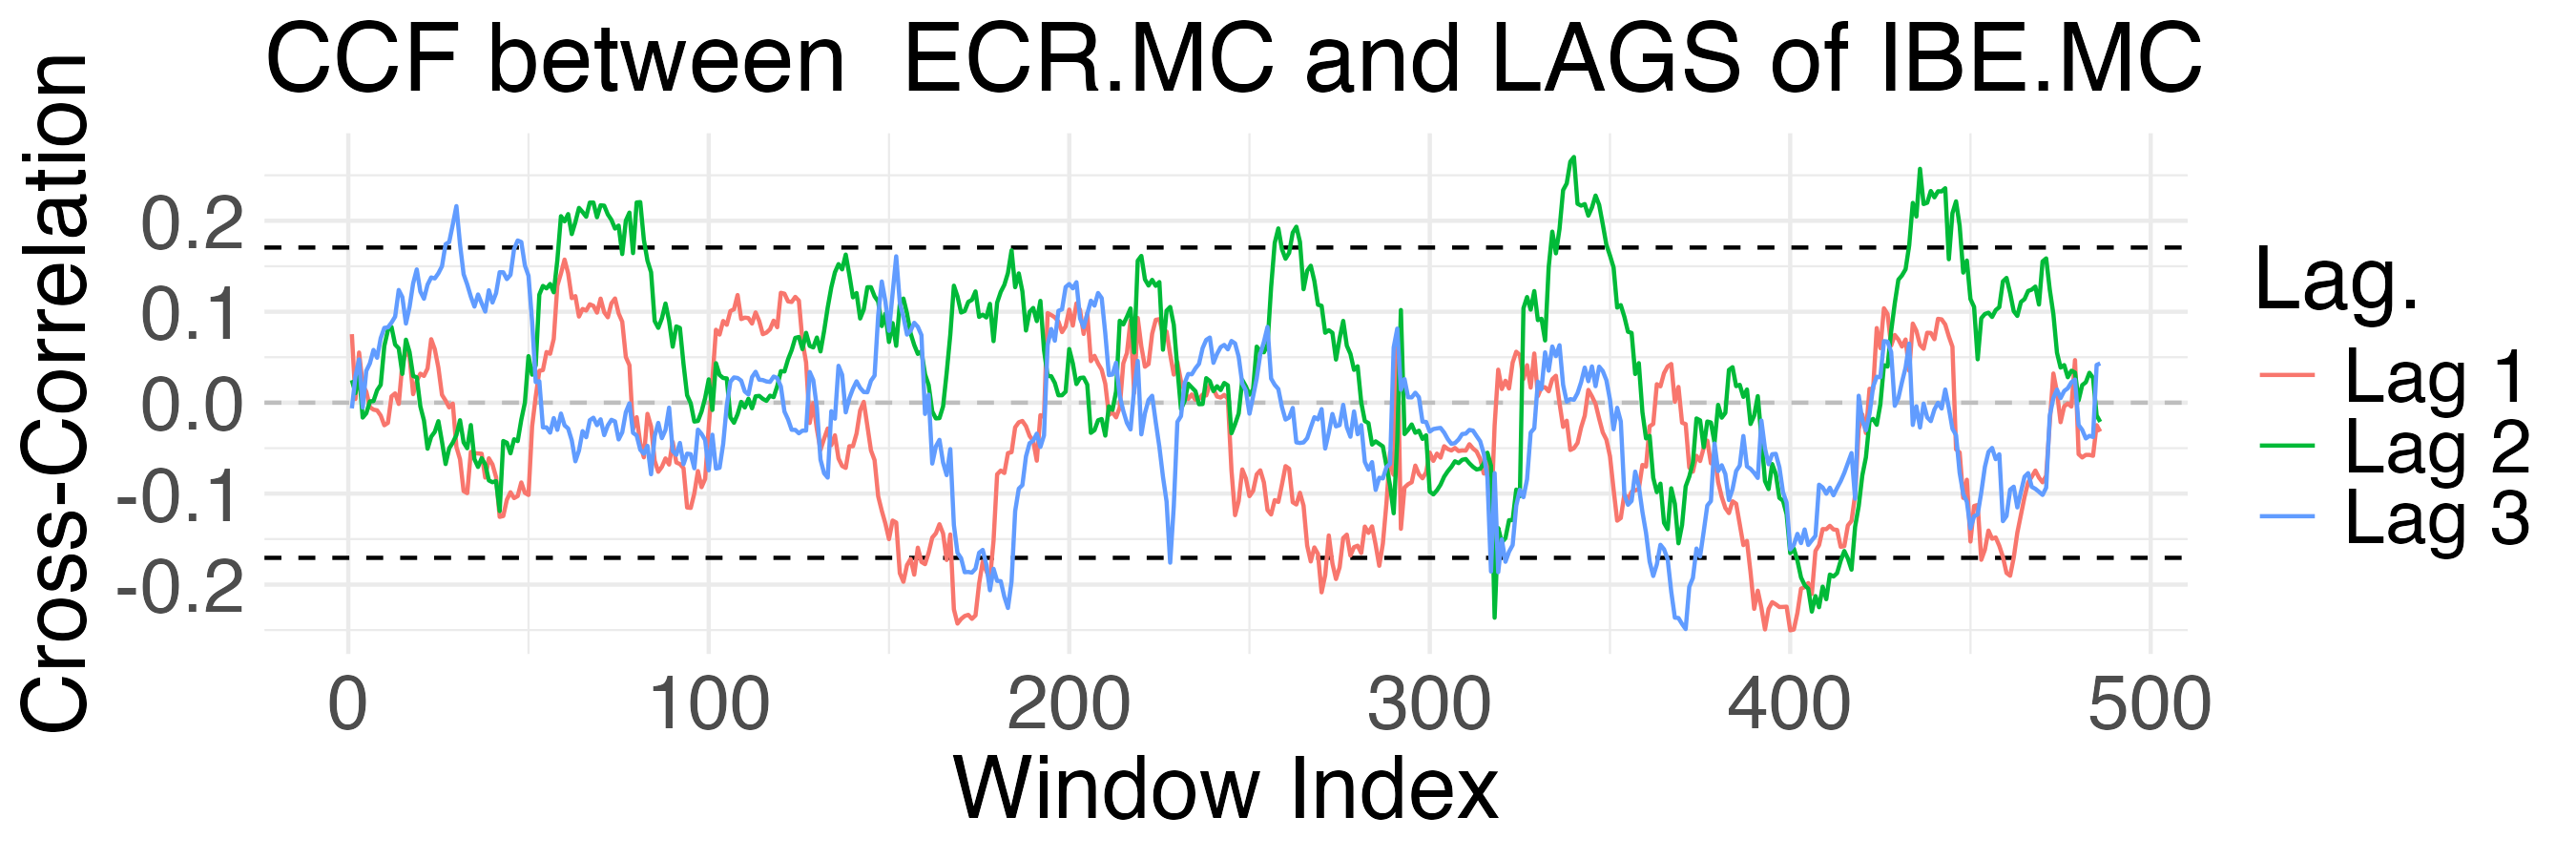 CCF between  ECR.MC and LAGS of IBE.MC
Cross-Correlation
0.2
0.1
0.0
-0.1
-0.2
0 100 200 300 400 500
Window Index
Lag.
Lag 1
Lag 2
Lag 3